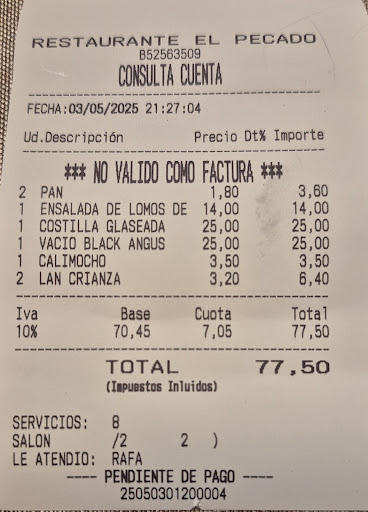 RESTAURANTE EL PECADO
B52563509
CONSULTA CUENTA
FECHA:03/05/2025 21:27:04
Ud.Descripción Precio Dt% Importe
*** NO VALIDO COMO FACTURA ***
2 PAN 1,80 3,60
1 ENSALADA DE LOMOS DE 14,00 14,00
1 COSTILLA GLASEADA 25,00 25,00
1 VACIO BLACK ANGUS 25,00 25,00
1 CALIMOCHO 3,50 3,50
2 LAN CRIANZA 3,20 6,40
Iva Base Cuota Total
10% 70,45 7,05 77,50
TOTAL 77,50
(Impuestos Inluidos)
SERVICIOS: 8
SALON /2 2 )
LE ATENDIO: RAFA
---- PENDIENTE DE PAGO ----
25050301200004